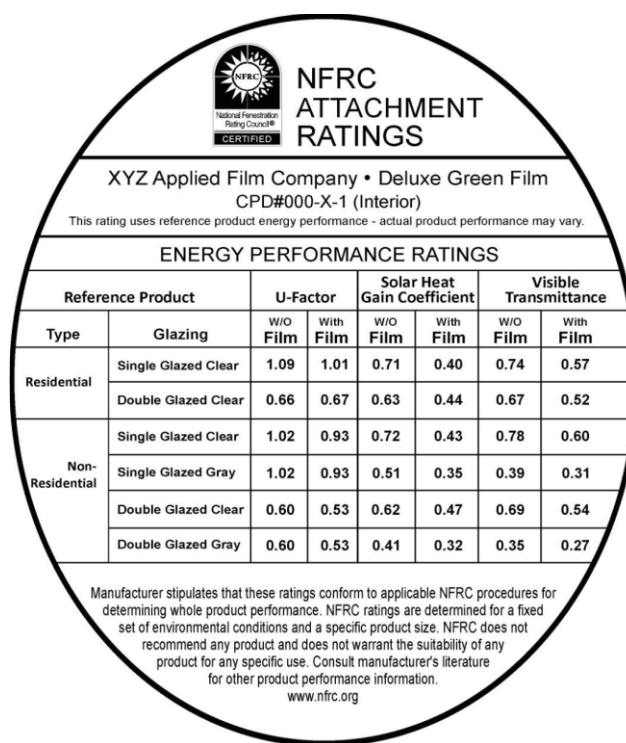 NFRC
National Fenestration
Rating Council®
CERTIFIED
NFRC
ATTACHMENT
RATINGS
XYZ Applied Film Company • Deluxe Green Film
CPD#000-X-1 (Interior)
This rating uses reference product energy performance - actual product performance may vary.
ENERGY PERFORMANCE RATINGS
Reference Product U-Factor Solar Heat Gain Coefficient Visible Transmittance
Type Glazing W/O Film With Film W/O Film With Film W/O Film With Film
Residential Single Glazed Clear 1.09 1.01 0.71 0.40 0.74 0.57
Double Glazed Clear 0.66 0.67 0.63 0.44 0.67 0.52
Non-Residential Single Glazed Clear 1.02 0.93 0.72 0.43 0.78 0.60
Single Glazed Gray 1.02 0.93 0.51 0.35 0.39 0.31
Double Glazed Clear 0.60 0.53 0.62 0.47 0.69 0.54
Double Glazed Gray 0.60 0.53 0.41 0.32 0.35 0.27
Manufacturer stipulates that these ratings conform to applicable NFRC procedures for
determining whole product performance. NFRC ratings are determined for a fixed
set of environmental conditions and a specific product size. NFRC does not
recommend any product and does not warrant the suitability of any
product for any specific use. Consult manufacturer's literature
for other product performance information.
www.nfrc.org